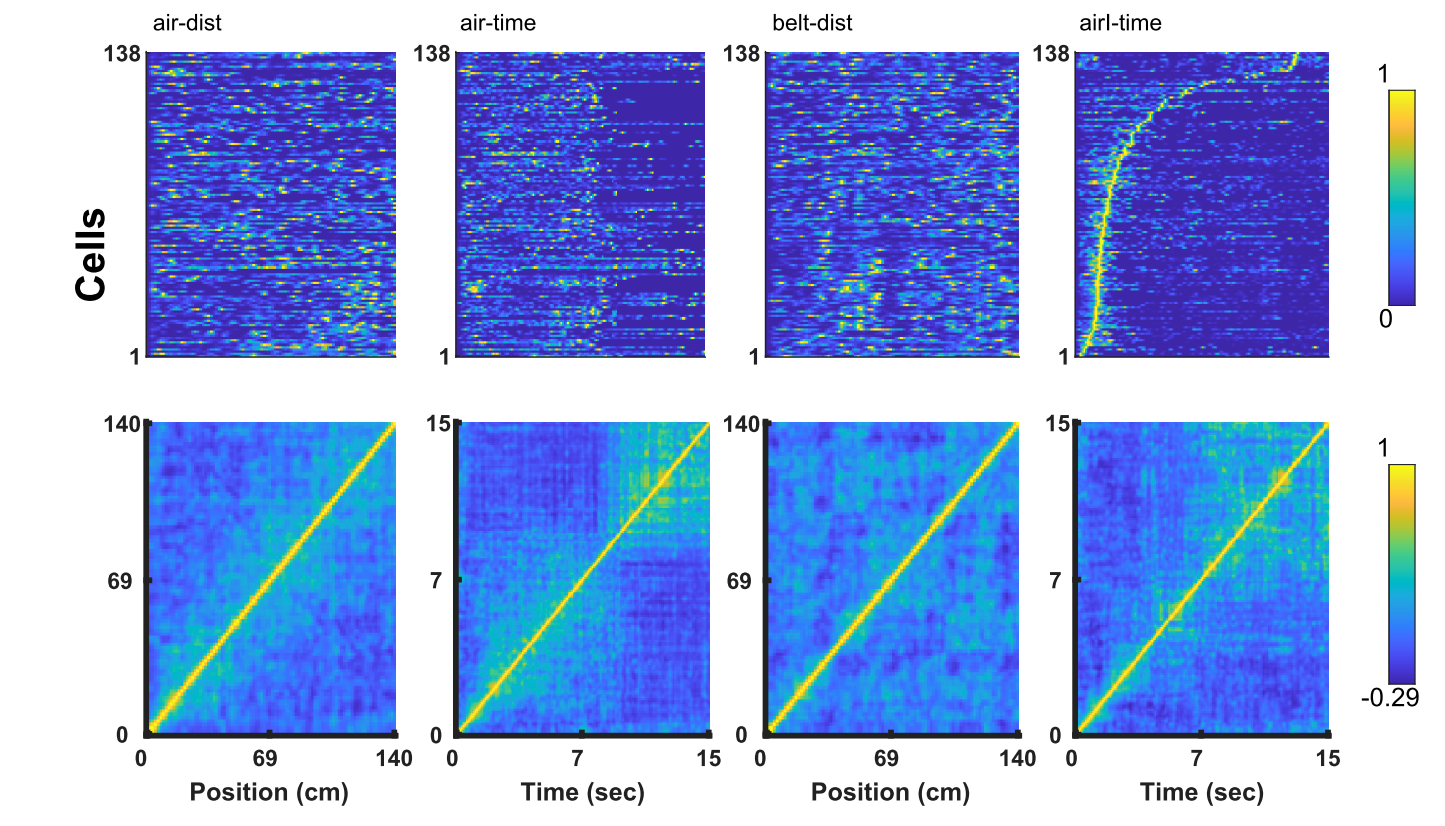 air-dist air-time belt-dist airI-time
138 138 138 138
1
Cells
0
1 1 1 1
140 15 140 15
1
69 7 69 7
-0.29
0 0 0 0
0 69 140 0 7 15 0 69 140 0 7 15
Position (cm) Time (sec) Position (cm) Time (sec)